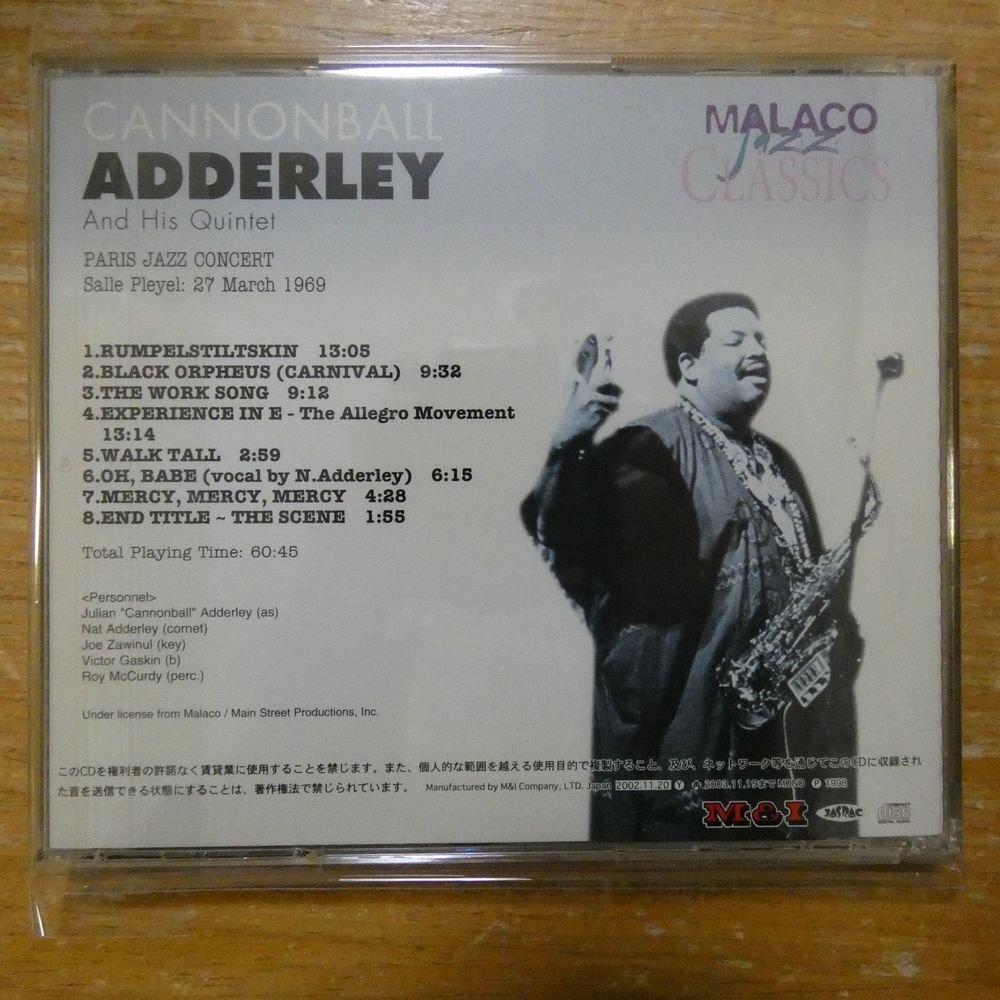 CANNONBALL
ADDERLEY
And His Quintet
MALACO
jazz
CLASSICS
PARIS JAZZ CONCERT
Salle Pleyel: 27 March 1969
1.RUMPELSTILTSKIN 13:05
2.BLACK ORPHEUS (CARNIVAL) 9:32
3.THE WORK SONG 9:12
4.EXPERIENCE IN E - The Allegro Movement
13:14
5.WALK TALL 2:59
6.OH, BABE (vocal by N.Adderley) 6:15
7.MERCY, MERCY, MERCY 4:28
8.END TITLE ~ THE SCENE 1:55
Total Playing Time: 60:45
<Personnel>
Julian "Cannonball" Adderley (as)
Nat Adderley (cornet)
Joe Zawinul (key)
Victor Gaskin (b)
Roy McCurdy (perc.)
Under license from Malaco / Main Street Productions, Inc.
このCDを権利者の許諾なく賃貸業に使用することを禁じます。また、個人的な範囲を越える使用目的で複製すること、及び、ネットワーク等を通じてこのCDに収録され
た音を送信できる状態にすることは、著作権法で禁じられています。 Manufactured by M&I Company, LTD. Japan 2002.11.20 Y 再 2003.11.19まで MONO P 1998
M&I JASRAC disc
DIGITAL AUDIO